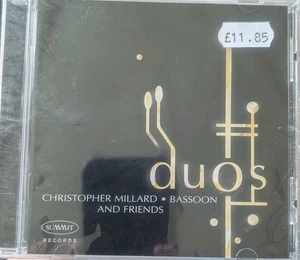 £11.85
duos
CHRISTOPHER MILLARD • BASSOON
AND FRIENDS
SUMMIT
RECORDS